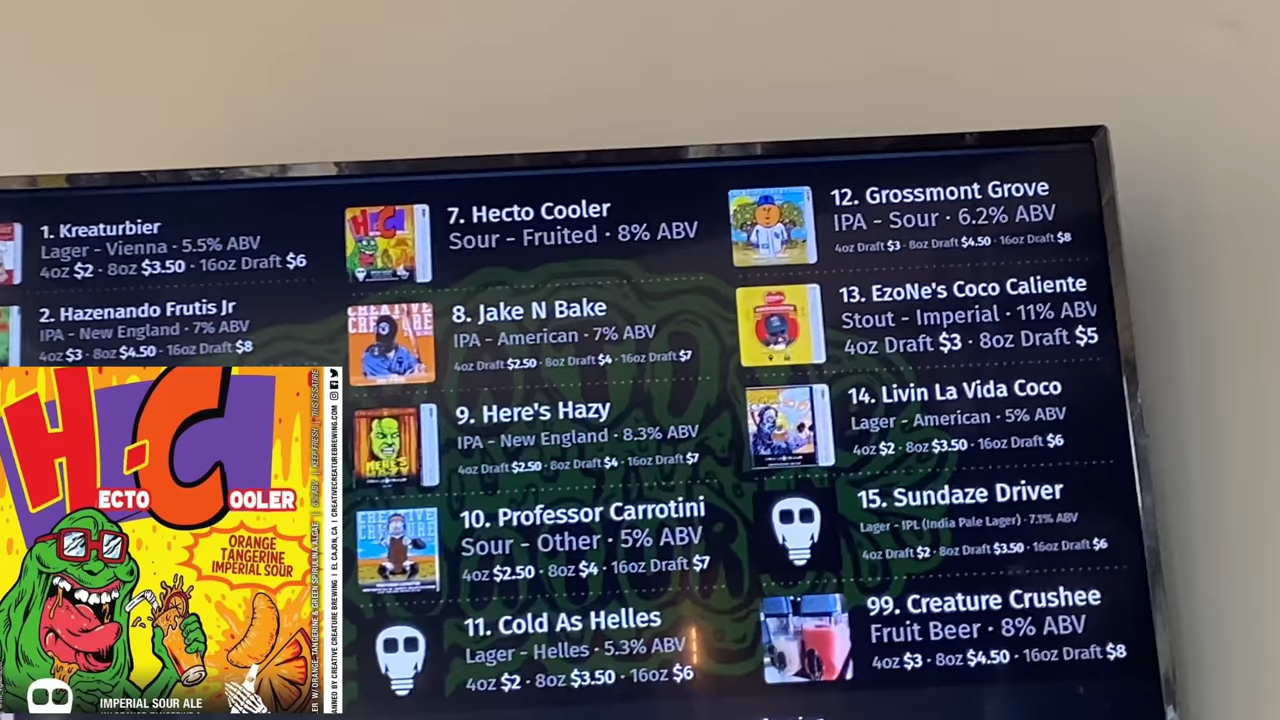 1. Kreaturbier
Lager - Vienna · 5.5% ABV
4oz $2 · 8oz $3.50 · 16oz Draft $6
2. Hazenando Frutis Jr
IPA - New England · 7% ABV
4oz $3 · 8oz $4.50 · 16oz Draft $8
HECTO COOLER
ORANGE
TANGERINE
IMPERIAL SOUR
IMPERIAL SOUR ALE
7. Hecto Cooler
Sour - Fruited · 8% ABV
8. Jake N Bake
IPA - American · 7% ABV
4oz Draft $2.50 · 8oz Draft $4 · 16oz Draft $7
9. Here's Hazy
IPA - New England · 8.3% ABV
4oz Draft $2.50 · 8oz Draft $4 · 16oz Draft $7
10. Professor Carrotini
Sour - Other · 5% ABV
4oz $2.50 · 8oz $4 · 16oz Draft $7
11. Cold As Helles
Lager - Helles · 5.3% ABV
4oz $2 · 8oz $3.50 · 16oz $6
12. Grossmont Grove
IPA - Sour · 6.2% ABV
4oz Draft $3 · 8oz Draft $4.50 · 16oz Draft $8
13. EzoNe's Coco Caliente
Stout - Imperial · 11% ABV
4oz Draft $3 · 8oz Draft $5
14. Livin La Vida Coco
Lager - American · 5% ABV
4oz $2 · 8oz $3.50 · 16oz Draft $6
15. Sundaze Driver
Lager - IPL (India Pale Lager) · 7.1% ABV
4oz Draft $2 · 8oz Draft $3.50 · 16oz Draft $6
99. Creature Crushee
Fruit Beer · 8% ABV
4oz $3 · 8oz $4.50 · 16oz Draft $8